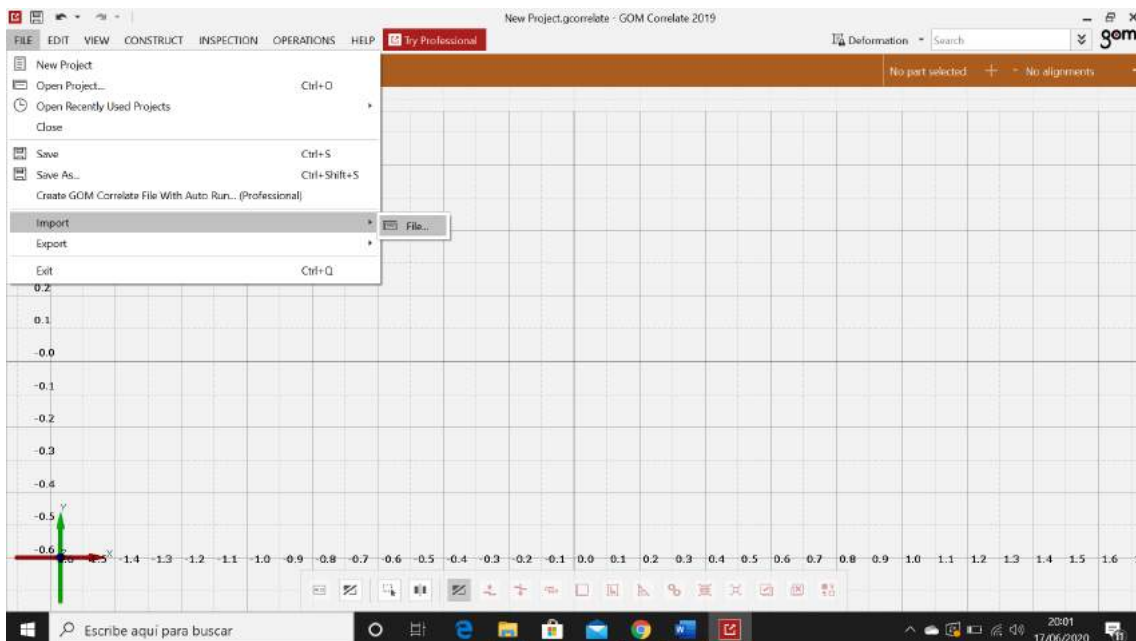 New Project.gcorrelate - GOM Correlate 2019
FILE EDIT VIEW CONSTRUCT INSPECTION OPERATIONS HELP Try Professional Deformation Search gom
New Project
No part selected No alignments
Open Project... Ctrl+O
Open Recently Used Projects
Close
Save Ctrl+S
Save As... Ctrl+Shift+S
Create GOM Correlate File With Auto Run... (Professional)
Import File...
Export
Exit Ctrl+Q
0.2
0.1
-0.0
-0.1
-0.2
-0.3
-0.4
Y
-0.5
-0.6 X -1.4 -1.3 -1.2 -1.1 -1.0 -0.9 -0.8 -0.7 -0.6 -0.5 -0.4 -0.3 -0.2 -0.1 0.0 0.1 0.2 0.3 0.4 0.5 0.6 0.7 0.8 0.9 1.0 1.1 1.2 1.3 1.4 1.5 1.6
Escribe aquí para buscar 20:01
17/06/2020